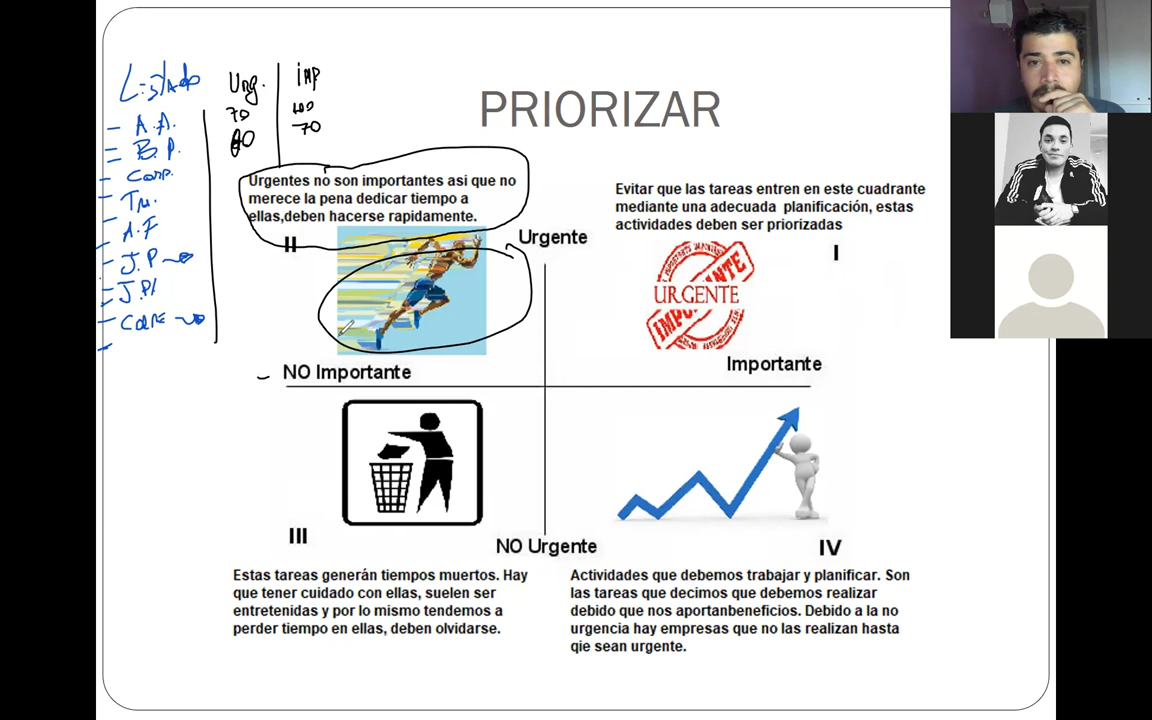 Listado
Urg.
imp
70
100
- A.A.
70
- B.P.
- Corp.
- A.F
- J.P
- J.P/
PRIORIZAR
Urgentes no son importantes asi que no
merece la pena dedicar tiempo a
ellas,deben hacerse rapidamente.
II
Urgente
Evitar que las tareas entren en este cuadrante
mediante una adecuada planificación, estas
actividades deben ser priorizadas
I
IMPORTANTE
URGENTE
NO Importante
Importante
III
NO Urgente
IV
Estas tareas generán tiempos muertos. Hay
que tener cuidado con ellas, suelen ser
entretenidas y por lo mismo tendemos a
perder tiempo en ellas, deben olvidarse.
Actividades que debemos trabajar y planificar. Son
las tareas que decimos que debemos realizar
debido que nos aportanbeneficios. Debido a la no
urgencia hay empresas que no las realizan hasta
qie sean urgente.